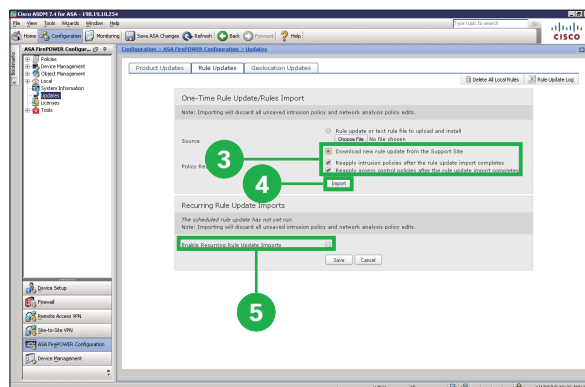 Cisco ASDM 7.4 for ASA - 198.19.10.254
File View Tools Wizards Window Help
Type topic to search
Go
Home Configuration Monitoring Save ASA Changes Refresh Back Forward Help
CISCO
Bookmarks
ASA FirePOWER Configur...
Configuration > ASA FirePOWER Configuration > Updates
Policies
Device Management
Object Management
Local
System Information
Updates
Licenses
Tools
Product Updates Rule Updates Geolocation Updates
Delete All Local Rules Rule Update Log
One-Time Rule Update/Rules Import
Note: Importing will discard all unsaved intrusion policy and network analysis policy edits.
Source
Rule update or text rule file to upload and install
Choose File No file chosen
Download new rule update from the Support Site
3
Policy Re
Reapply intrusion policies after the rule update import completes
Reapply access control policies after the rule update import completes
4
Import
Recurring Rule Update Imports
The scheduled rule update has not yet run.
Note: Importing will discard all unsaved intrusion policy and network analysis policy edits.
Enable Recurring Rule Update Imports
Save Cancel
5
Device Setup
Firewall
Remote Access VPN
Site-to-Site VPN
ASA FirePOWER Configuration
Device Management